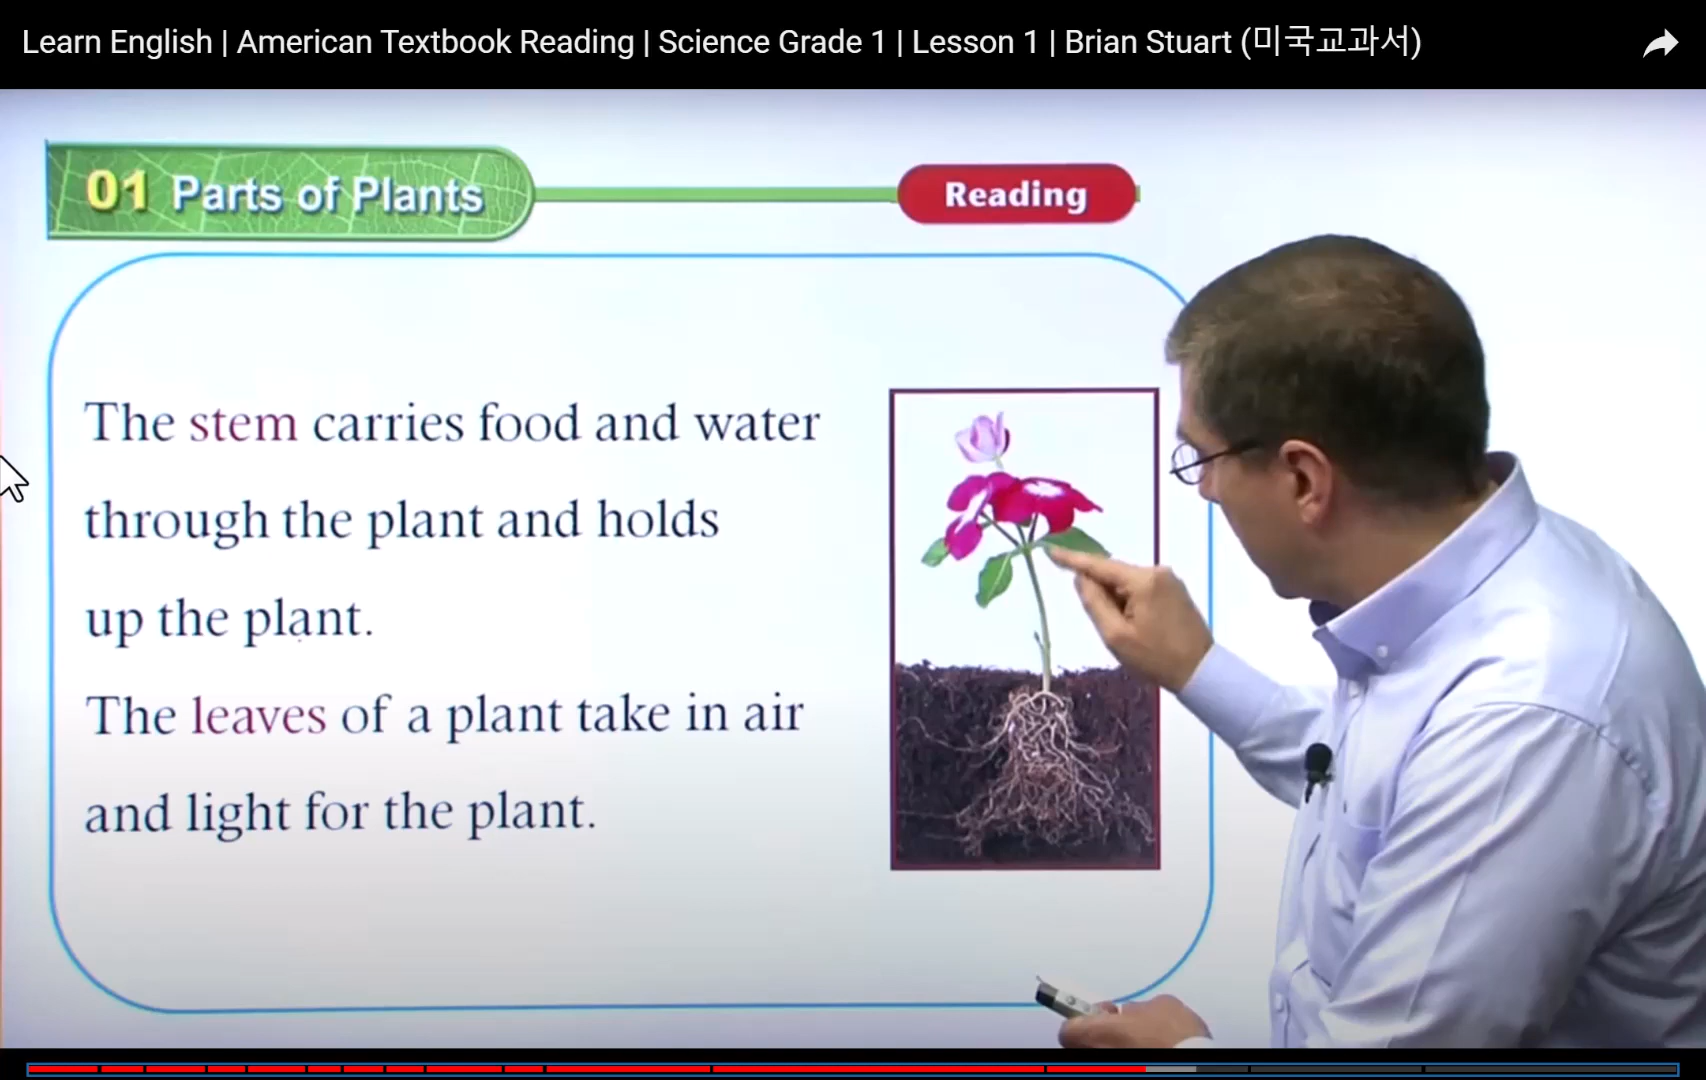 Learn English | American Textbook Reading | Science Grade 1 | Lesson 1 | Brian Stuart (미국교과서)
01 Parts of Plants
Reading
The stem carries food and water
through the plant and holds
up the plant.
The leaves of a plant take in air
and light for the plant.